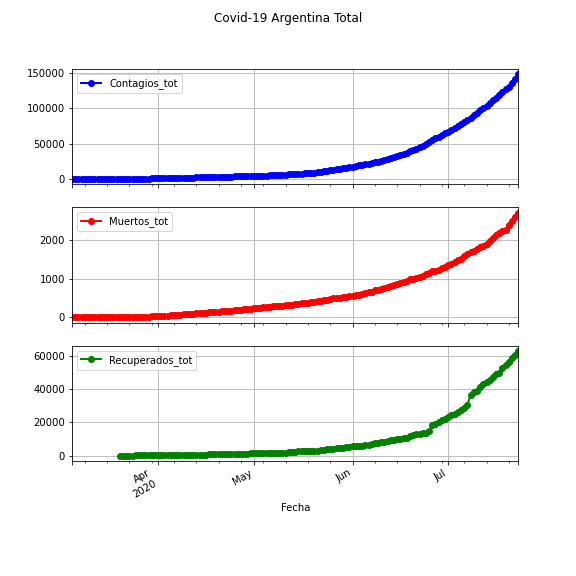 Covid-19 Argentina Total
150000
100000
50000
0
Contagios_tot
2000
1000
0
Muertos_tot
60000
40000
20000
0
Recuperados_tot
Apr
2020
May
Jun
Jul
Fecha